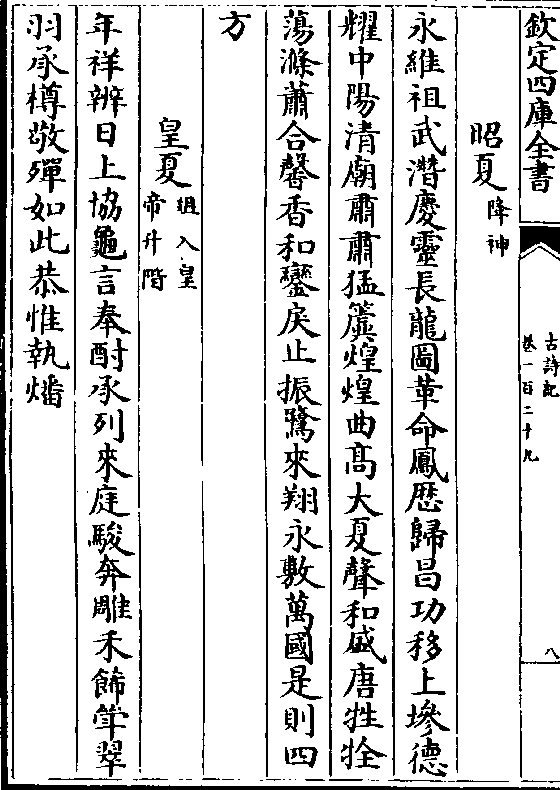 欽定四庫全書
古詩紀
卷一百二十九
八
昭夏降神
永維祖武潛慶靈長龍圖革命鳳歴歸昌功移上墋德
耀中陽清廟肅肅猛簴煌煌曲髙大夏聲和盛唐牲牷
蕩滌蕭合馨香和鑾戾止振鷺來翔永敷萬國是則四
方
皇夏俎入皇
帝升階
年祥辨日上協龜言奉酎承列來庭駿奔雕禾飾斝翠
羽承樽敬殫如此恭惟執燔